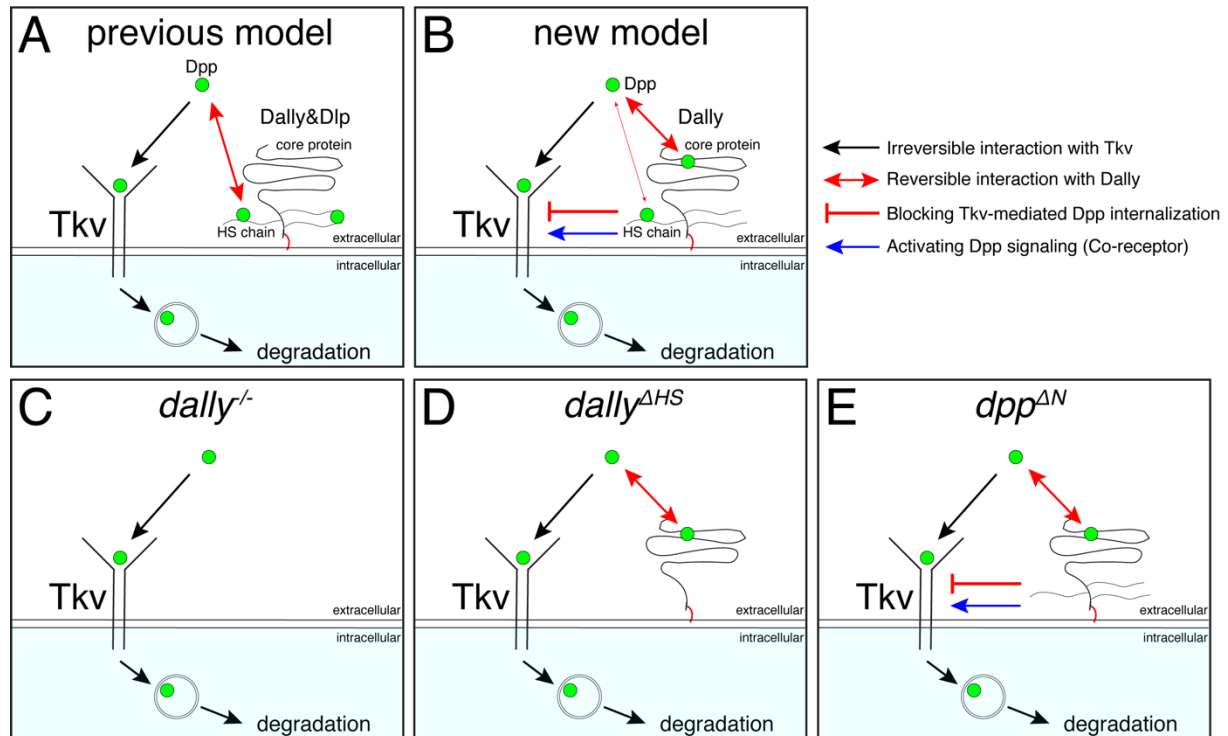 A previous model
Dpp
Dally&Dlp
core protein
Tkv
HS chain
extracellular
intracellular
degradation
B new model
Dpp
Dally
core protein
Tkv
HS chain
extracellular
intracellular
degradation
Irreversible interaction with Tkv
Reversible interaction with Dally
Blocking Tkv-mediated Dpp internalization
Activating Dpp signaling (Co-receptor)
C dally-/-
Tkv
extracellular
intracellular
degradation
D dallyΔHS
Tkv
extracellular
intracellular
degradation
E dppΔN
Tkv
extracellular
intracellular
degradation